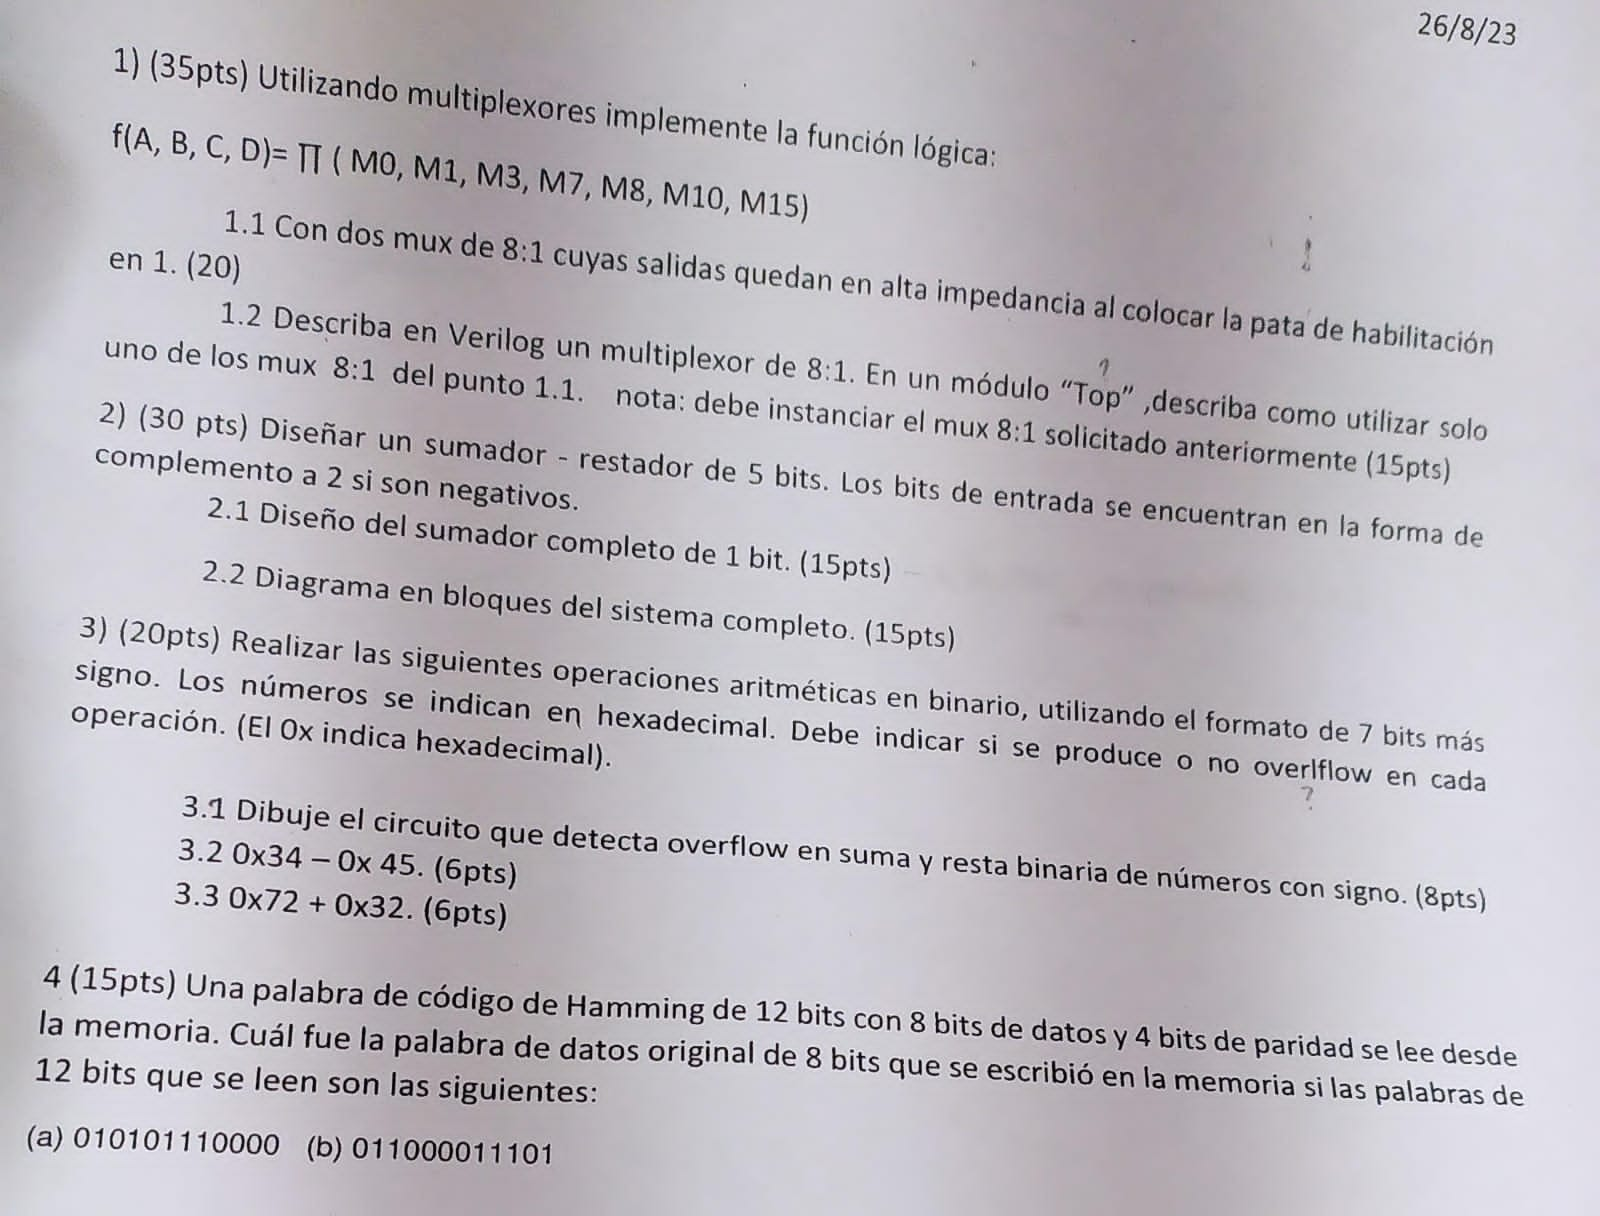 26/8/23
1) (35pts) Utilizando multiplexores implemente la función lógica:
f(A, B, C, D)= ∏ ( M0, M1, M3, M7, M8, M10, M15)
1.1 Con dos mux de 8:1 cuyas salidas quedan en alta impedancia al colocar la pata de habilitación
en 1. (20)
1.2 Describa en Verilog un multiplexor de 8:1. En un módulo “Top” ,describa como utilizar solo
uno de los mux 8:1 del punto 1.1. nota: debe instanciar el mux 8:1 solicitado anteriormente (15pts)
2) (30 pts) Diseñar un sumador - restador de 5 bits. Los bits de entrada se encuentran en la forma de
complemento a 2 si son negativos.
2.1 Diseño del sumador completo de 1 bit. (15pts)
2.2 Diagrama en bloques del sistema completo. (15pts)
3) (20pts) Realizar las siguientes operaciones aritméticas en binario, utilizando el formato de 7 bits más
signo. Los números se indican en hexadecimal. Debe indicar si se produce o no overlflow en cada
operación. (El 0x indica hexadecimal).
?
3.1 Dibuje el circuito que detecta overflow en suma y resta binaria de números con signo. (8pts)
3.2 0x34 – 0x 45. (6pts)
3.3 0x72 + 0x32. (6pts)
4 (15pts) Una palabra de código de Hamming de 12 bits con 8 bits de datos y 4 bits de paridad se lee desde
la memoria. Cuál fue la palabra de datos original de 8 bits que se escribió en la memoria si las palabras de
12 bits que se leen son las siguientes:
(a) 010101110000 (b) 011000011101